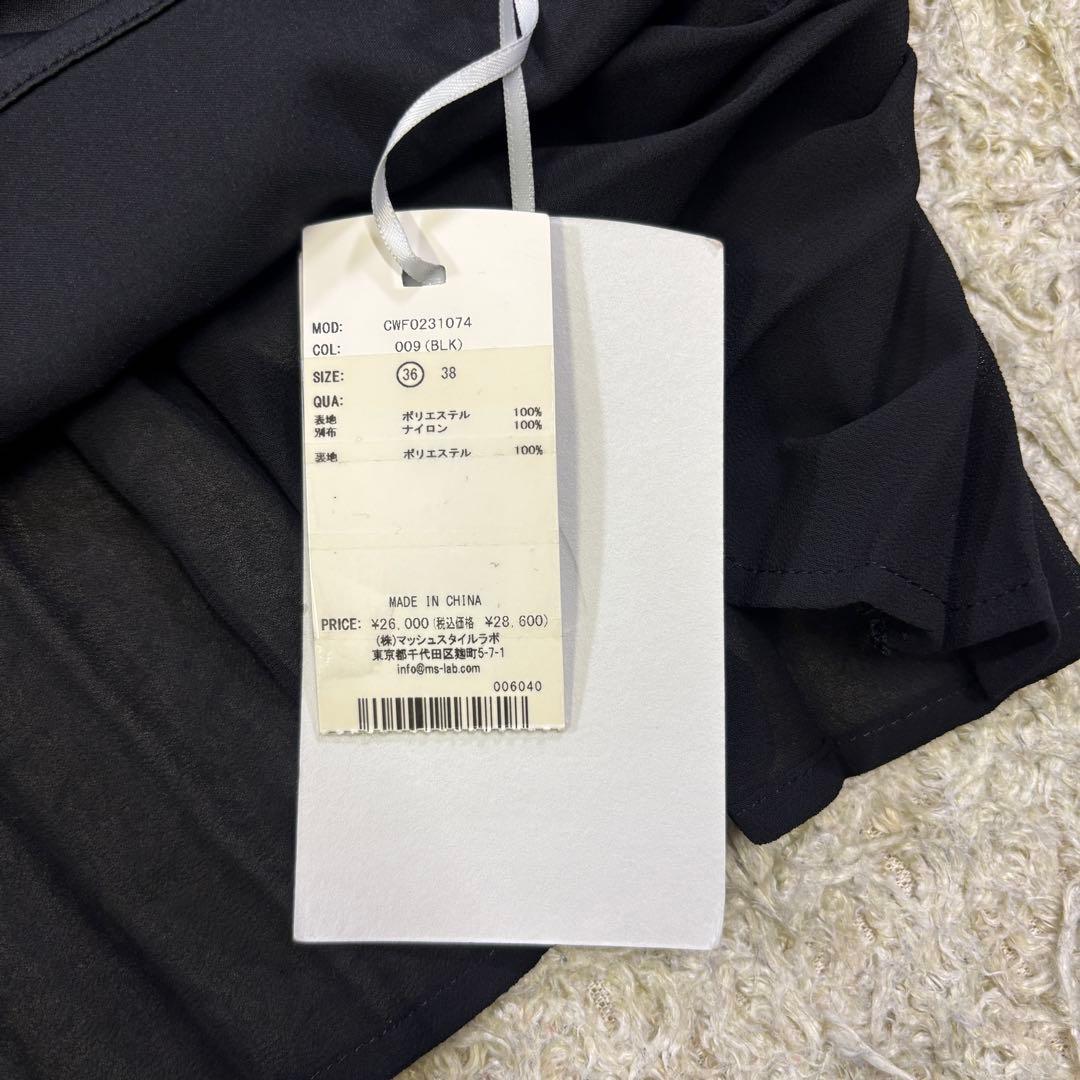 MOD: CWF0231074
COL: 009(BLK)
SIZE: 36 38
QUA:
表地 ポリエステル 100%
別布 ナイロン 100%
裏地 ポリエステル 100%
MADE IN CHINA
PRICE: ¥26,000(税込価格 ¥28,600)
(株)マッシュスタイルラボ
東京都千代田区麹町5-7-1
info@ms-lab.com
006040